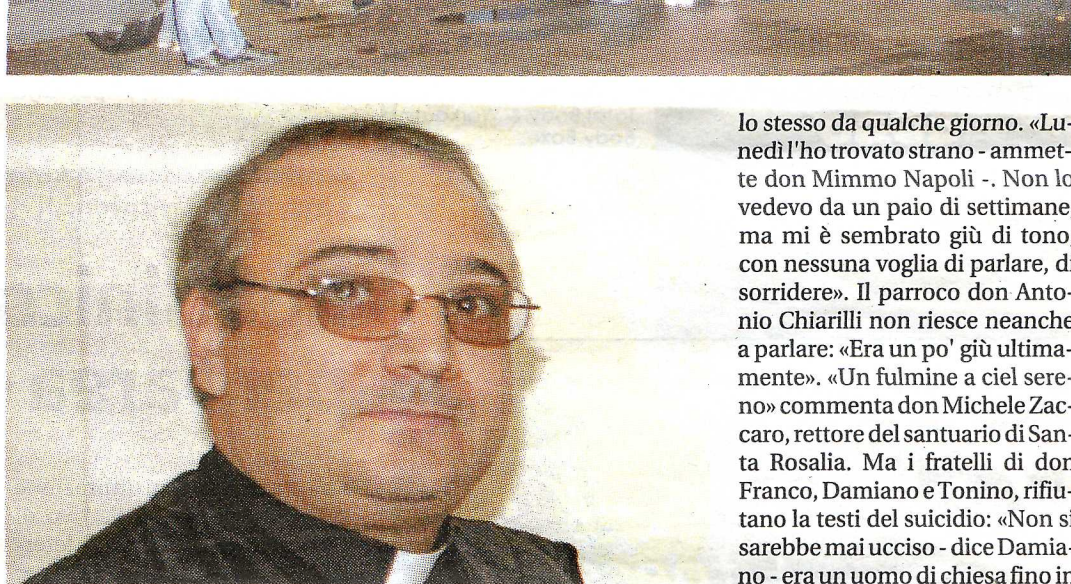 lo stesso da qualche giorno. «Lu-
nedì l'ho trovato strano - ammet-
te don Mimmo Napoli -. Non lo
vedevo da un paio di settimane,
ma mi è sembrato giù di tono,
con nessuna voglia di parlare, di
sorridere». Il parroco don Anto-
nio Chiarilli non riesce neanche
a parlare: «Era un po' giù ultima-
mente». «Un fulmine a ciel sere-
no» commenta don Michele Zac-
caro, rettore del santuario di San-
ta Rosalia. Ma i fratelli di don
Franco, Damiano e Tonino, rifiu-
tano la testi del suicidio: «Non si
sarebbe mai ucciso - dice Damia-
no - era un uomo di chiesa fino in